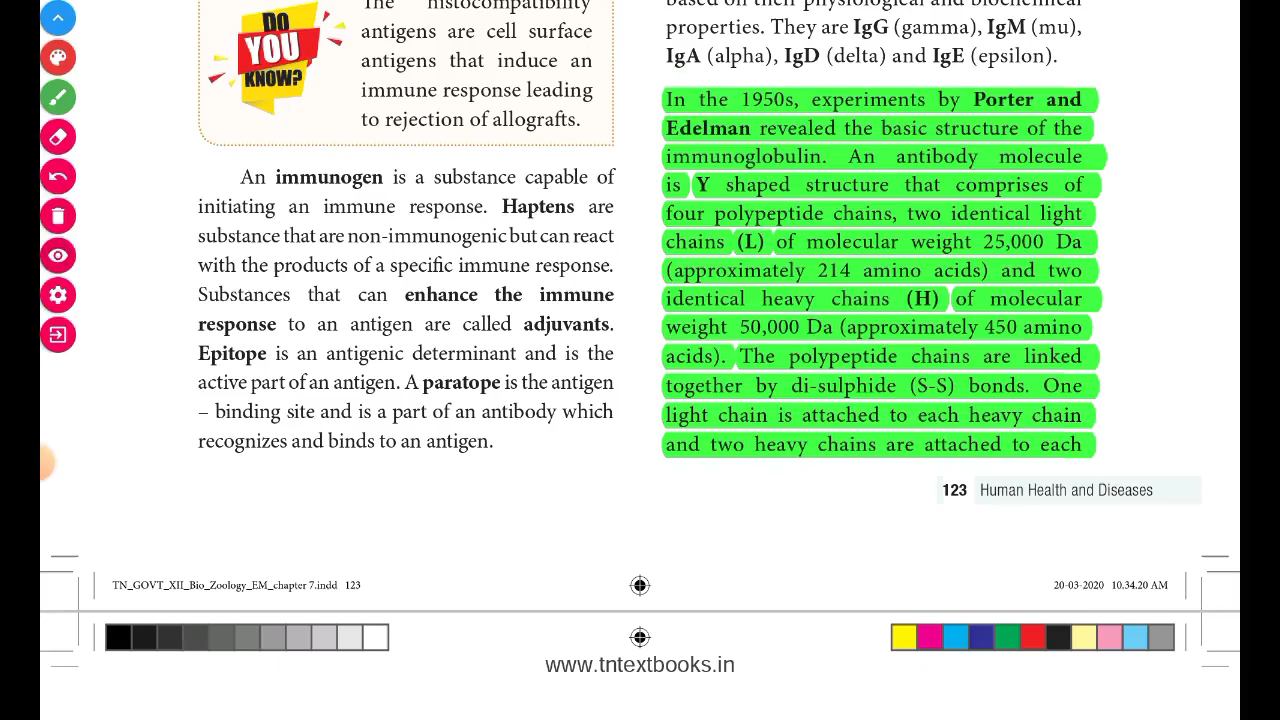 DO
YOU
KNOW?
The histocompatibility
antigens are cell surface
antigens that induce an
immune response leading
to rejection of allografts.
An immunogen is a substance capable of
initiating an immune response. Haptens are
substance that are non-immunogenic but can react
with the products of a specific immune response.
Substances that can enhance the immune
response to an antigen are called adjuvants.
Epitope is an antigenic determinant and is the
active part of an antigen. A paratope is the antigen
– binding site and is a part of an antibody which
recognizes and binds to an antigen.
based on their physiological and biochemical
properties. They are IgG (gamma), IgM (mu),
IgA (alpha), IgD (delta) and IgE (epsilon).
In the 1950s, experiments by Porter and
Edelman revealed the basic structure of the
immunoglobulin. An antibody molecule
is Y shaped structure that comprises of
four polypeptide chains, two identical light
chains (L) of molecular weight 25,000 Da
(approximately 214 amino acids) and two
identical heavy chains (H) of molecular
weight 50,000 Da (approximately 450 amino
acids). The polypeptide chains are linked
together by di-sulphide (S-S) bonds. One
light chain is attached to each heavy chain
and two heavy chains are attached to each
123 Human Health and Diseases
TN_GOVT_XII_Bio_Zoology_EM_chapter 7.indd 123
20-03-2020 10.34.20 AM
www.tntextbooks.in